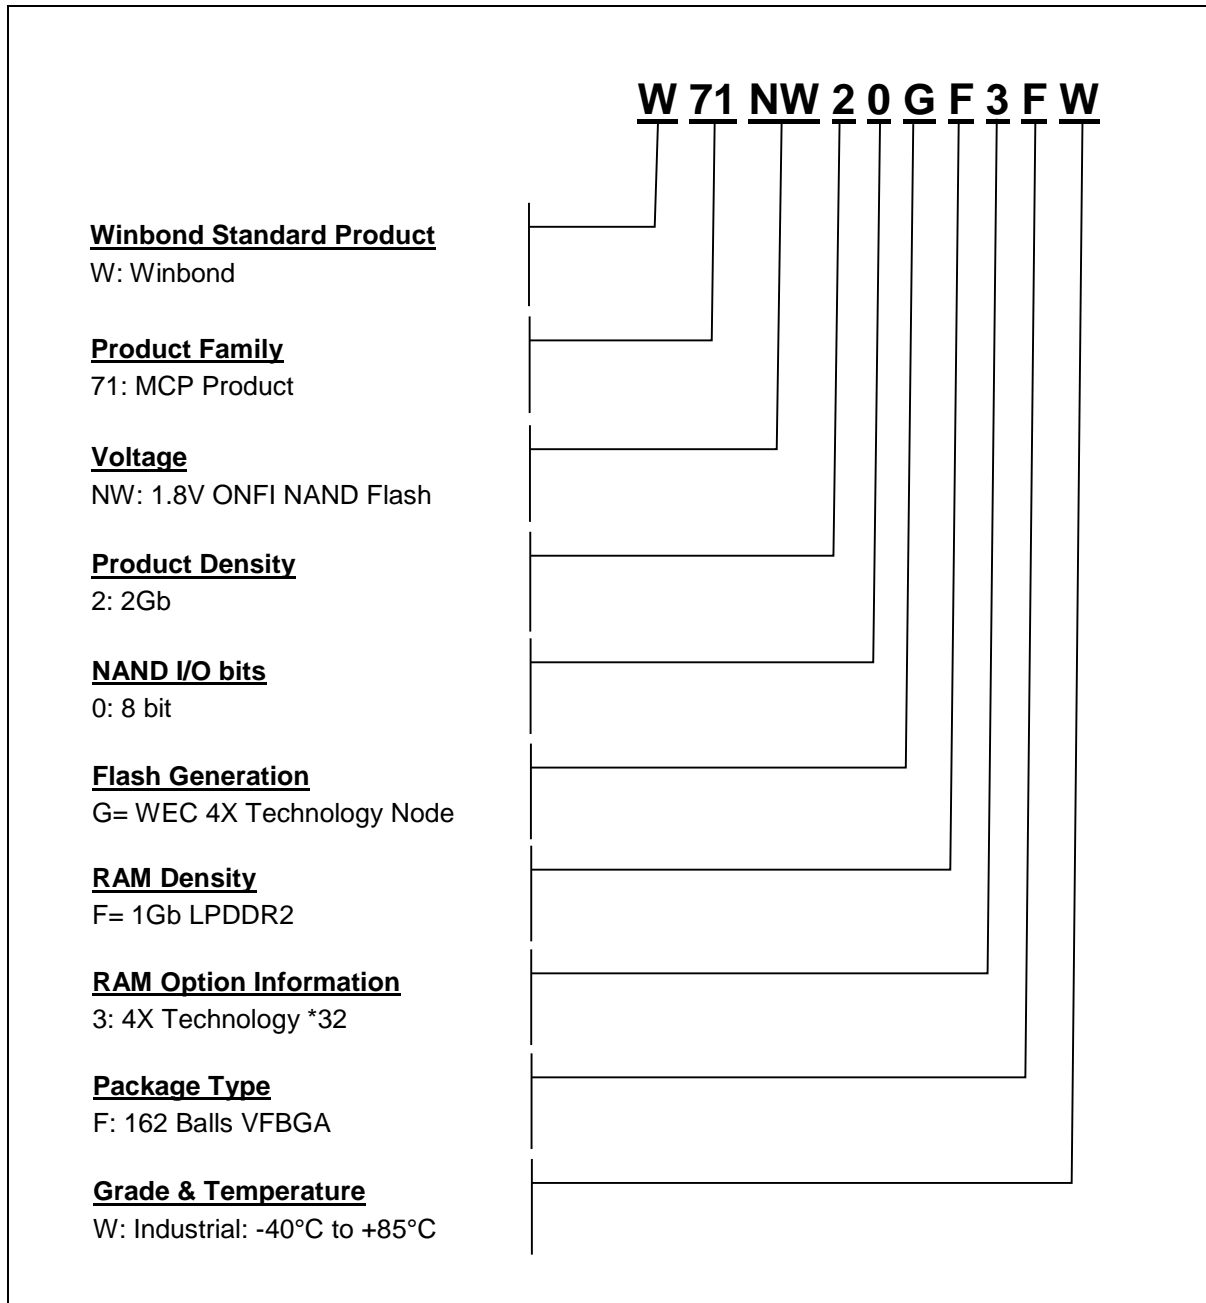 W 71 NW 2 0 G F 3 F W
Winbond Standard Product
W: Winbond
Product Family
71: MCP Product
Voltage
NW: 1.8V ONFI NAND Flash
Product Density
2: 2Gb
NAND I/O bits
0: 8 bit
Flash Generation
G= WEC 4X Technology Node
RAM Density
F= 1Gb LPDDR2
RAM Option Information
3: 4X Technology *32
Package Type
F: 162 Balls VFBGA
Grade & Temperature
W: Industrial: -40°C to +85°C